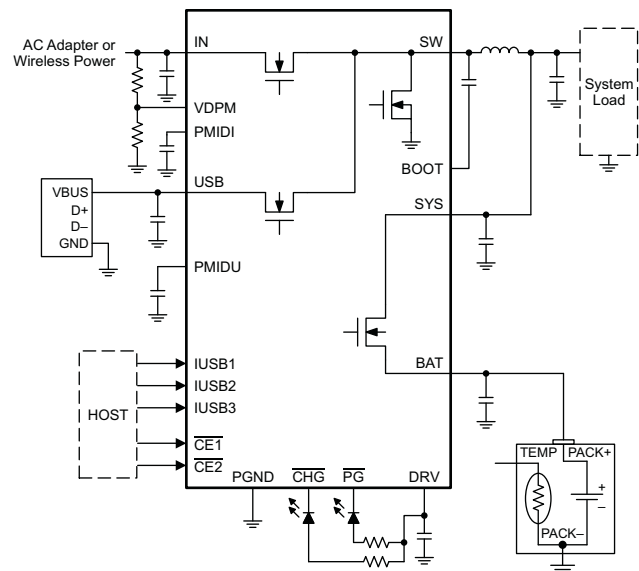 AC Adapter or
Wireless Power
IN
SW
System
Load
VDPM
PMIDI
BOOT
USB
VBUS
D+
D–
GND
SYS
PMIDU
BAT
HOST
IUSB1
IUSB2
IUSB3
CE1
CE2
PGND
CHG
PG
DRV
TEMP
PACK+
+
–
PACK–